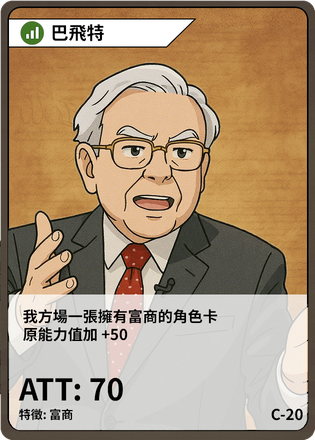 巴飛特
我方場一張擁有富商的角色卡
原能力值加 +50
ATT: 70
特徵: 富商
C-20